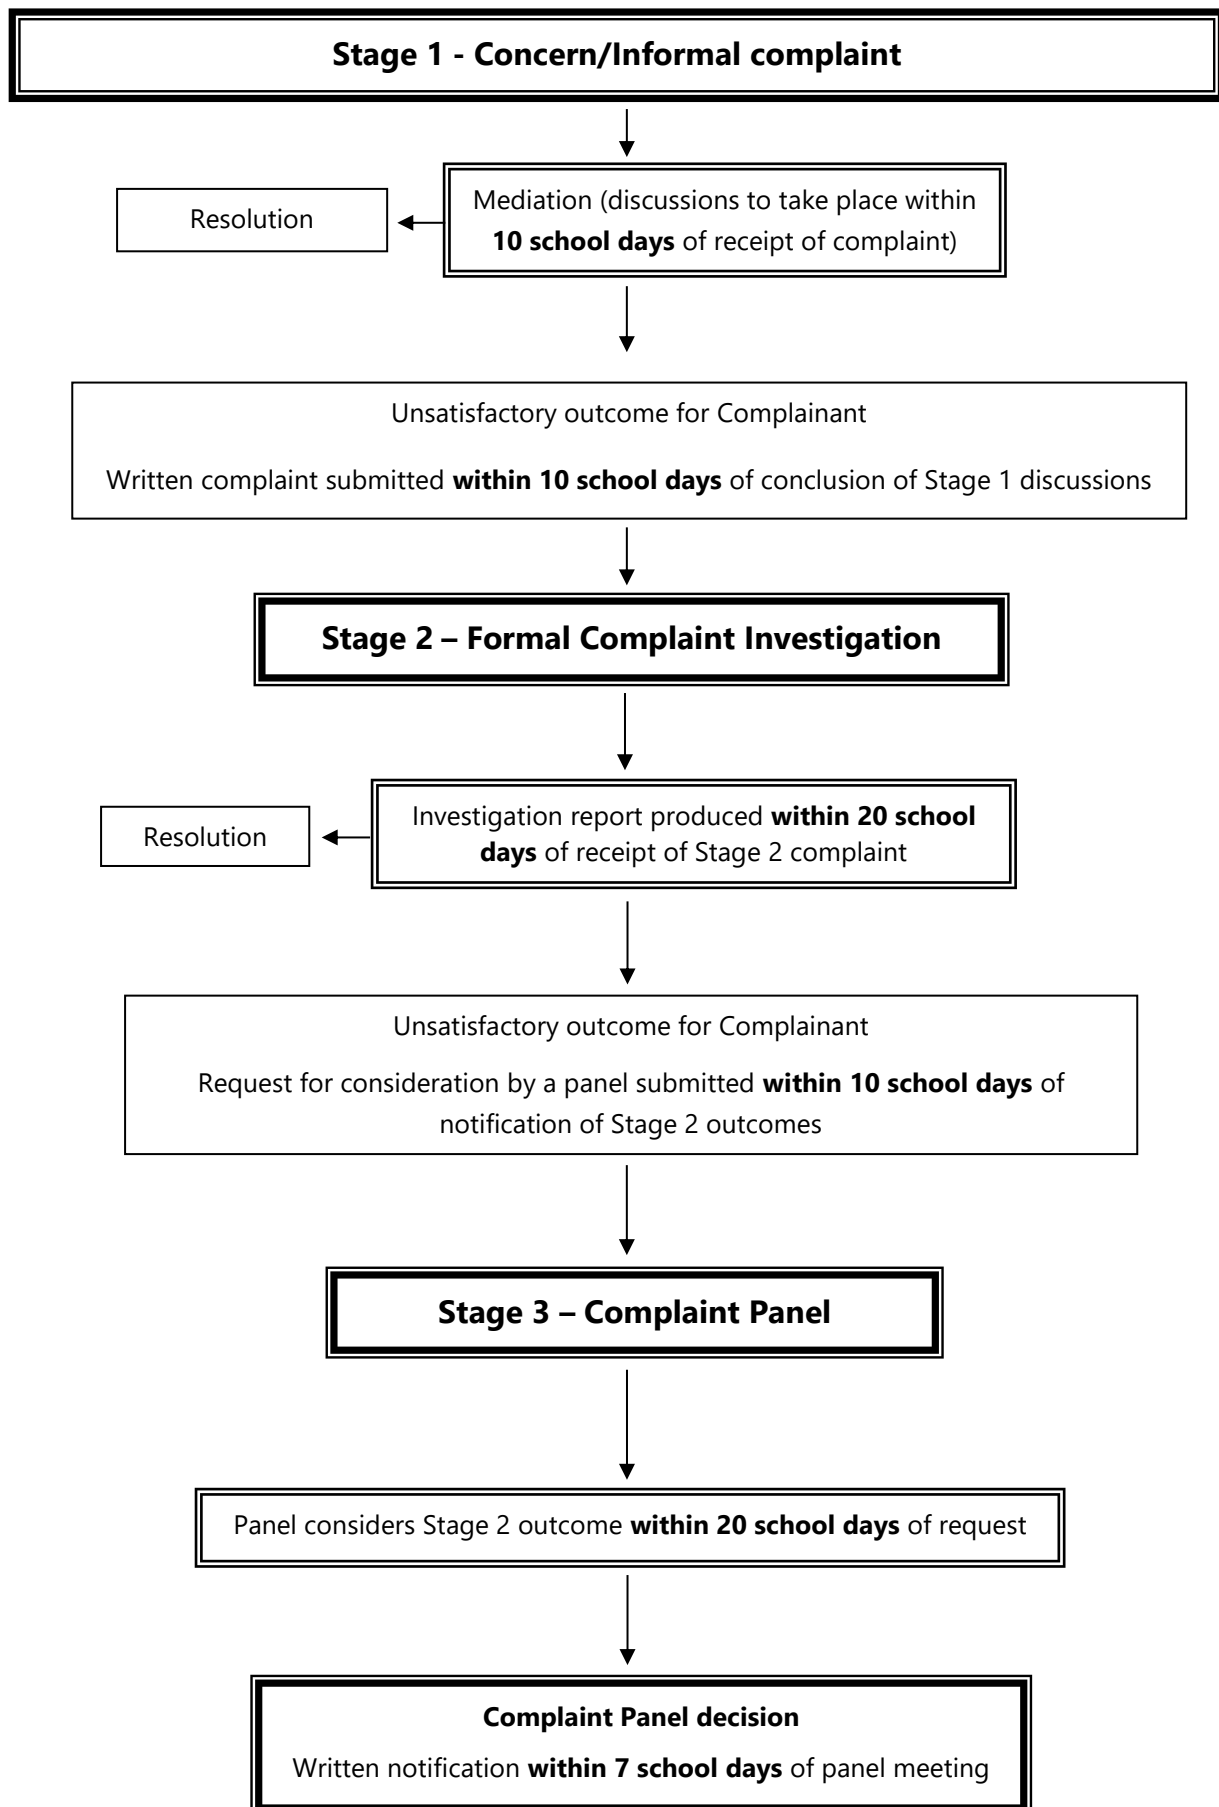 Stage 1 - Concern/Informal complaint
Mediation (discussions to take place within
10 school days of receipt of complaint)
Resolution
Unsatisfactory outcome for Complainant
Written complaint submitted within 10 school days of conclusion of Stage 1 discussions
Stage 2 – Formal Complaint Investigation
Investigation report produced within 20 school
days of receipt of Stage 2 complaint
Resolution
Unsatisfactory outcome for Complainant
Request for consideration by a panel submitted within 10 school days of
notification of Stage 2 outcomes
Stage 3 – Complaint Panel
Panel considers Stage 2 outcome within 20 school days of request
Complaint Panel decision
Written notification within 7 school days of panel meeting